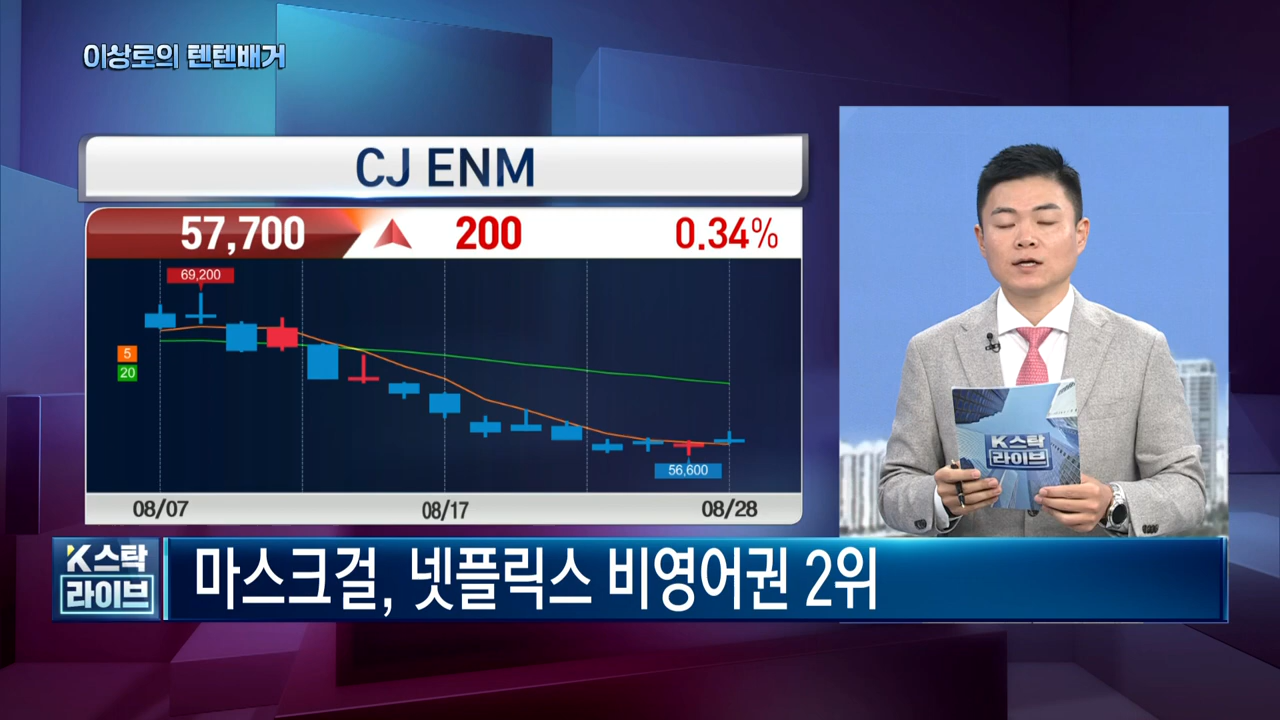 이상로의 텐텐배거
CJ ENM
57,700 ▲ 200 0.34%
69,200
5
20
56,600
08/07 08/17 08/28
K스탁
라이브
K스탁
라이브
마스크걸, 넷플릭스 비영어권 2위